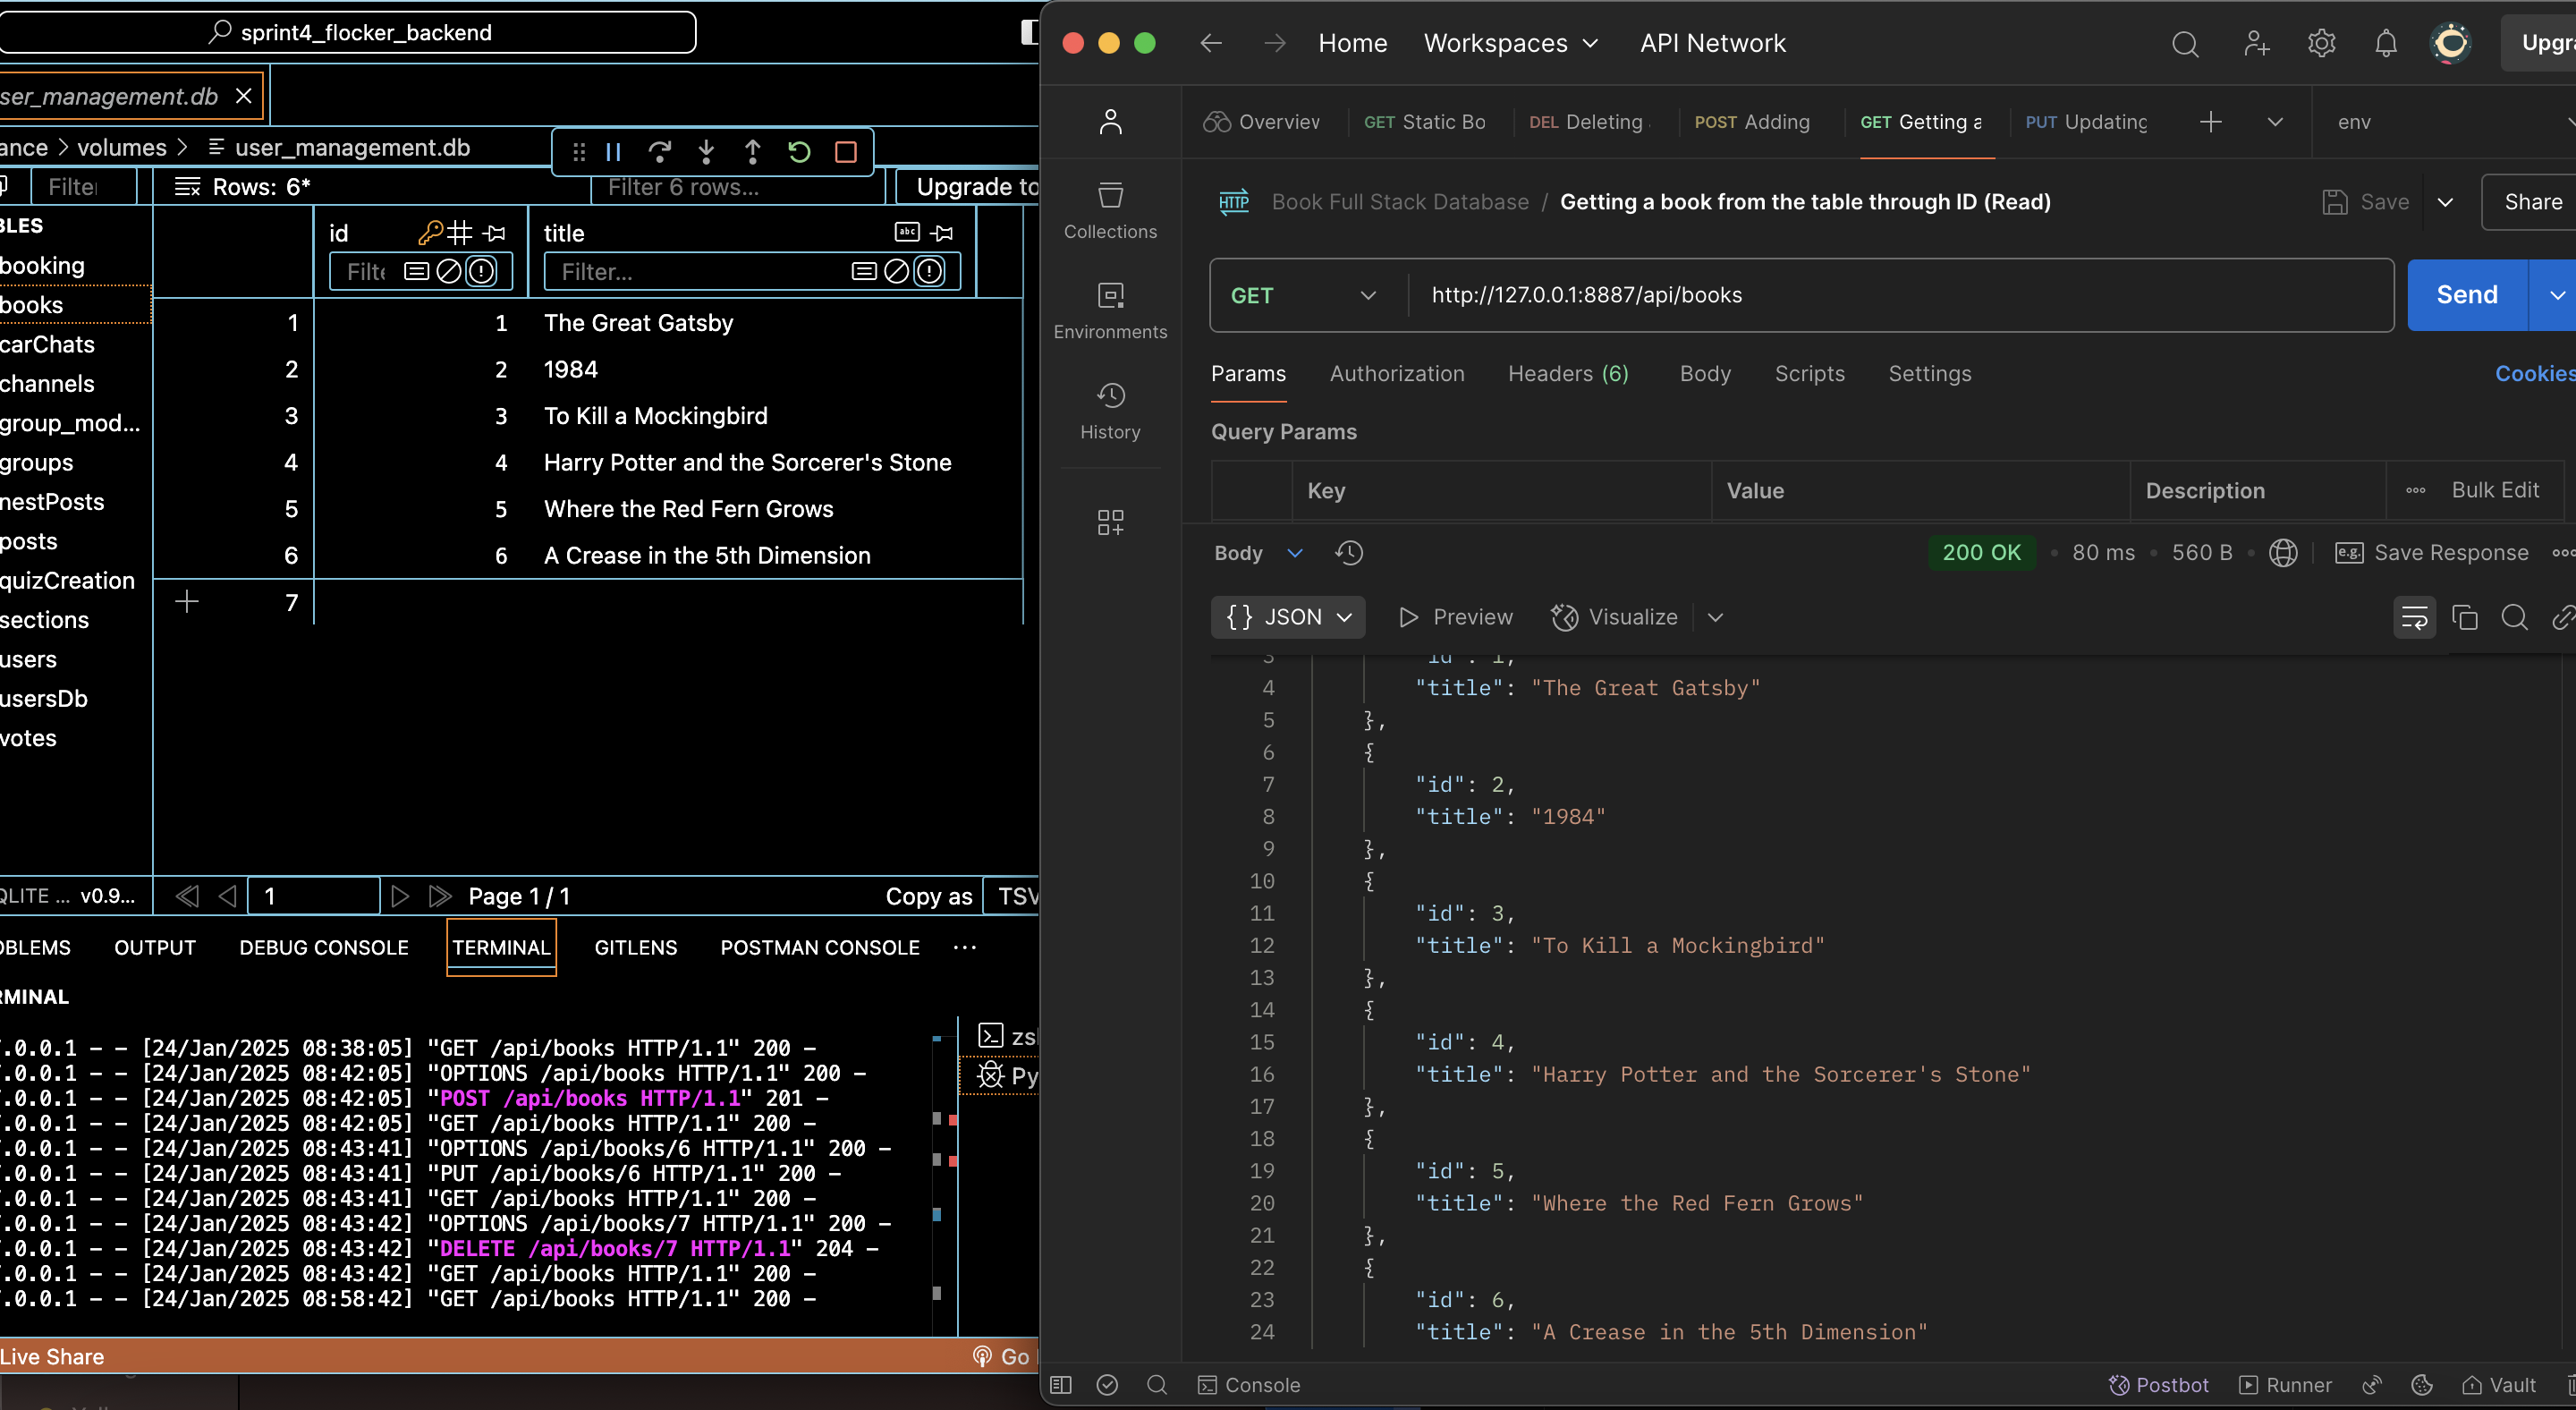 sprint4_flocker_backend
ser_management.db
ance > volumes > user_management.db
Rows: 6*
Filter 6 rows...
Upgrade to
BLES
booking
books
carChats
channels
group_mod...
groups
nestPosts
posts
quizCreation
sections
users
usersDb
votes
id
title
Filter...
1 1 The Great Gatsby
2 2 1984
3 3 To Kill a Mockingbird
4 4 Harry Potter and the Sorcerer's Stone
5 5 Where the Red Fern Grows
6 6 A Crease in the 5th Dimension
7
QLITE ... v0.9...
1
Page 1 / 1
Copy as
TSV
OBLEMS
OUTPUT
DEBUG CONSOLE
TERMINAL
GITLENS
POSTMAN CONSOLE
...
RMINAL
.0.0.1 - - [24/Jan/2025 08:38:05] "GET /api/books HTTP/1.1" 200 -
.0.0.1 - - [24/Jan/2025 08:42:05] "OPTIONS /api/books HTTP/1.1" 200 -
.0.0.1 - - [24/Jan/2025 08:42:05] "POST /api/books HTTP/1.1" 201 -
.0.0.1 - - [24/Jan/2025 08:42:05] "GET /api/books HTTP/1.1" 200 -
.0.0.1 - - [24/Jan/2025 08:43:41] "OPTIONS /api/books/6 HTTP/1.1" 200 -
.0.0.1 - - [24/Jan/2025 08:43:41] "PUT /api/books/6 HTTP/1.1" 200 -
.0.0.1 - - [24/Jan/2025 08:43:41] "GET /api/books HTTP/1.1" 200 -
.0.0.1 - - [24/Jan/2025 08:43:42] "OPTIONS /api/books/7 HTTP/1.1" 200 -
.0.0.1 - - [24/Jan/2025 08:43:42] "DELETE /api/books/7 HTTP/1.1" 204 -
.0.0.1 - - [24/Jan/2025 08:43:42] "GET /api/books HTTP/1.1" 200 -
.0.0.1 - - [24/Jan/2025 08:58:42] "GET /api/books HTTP/1.1" 200 -
zsh
Py
Live Share
Go
Home
Workspaces
API Network
Upgra
Overview
GET Static Bo
DEL Deleting
POST Adding
GET Getting a
PUT Updating
env
Book Full Stack Database / Getting a book from the table through ID (Read)
Save
Share
Collections
Environments
History
GET
http://127.0.0.1:8887/api/books
Send
Params
Authorization
Headers (6)
Body
Scripts
Settings
Cookies
Query Params
Key
Value
Description
Bulk Edit
Body
200 OK
80 ms
560 B
e.g. Save Response
{} JSON
Preview
Visualize
3 "id": 1,
4 "title": "The Great Gatsby"
5 },
6 {
7 "id": 2,
8 "title": "1984"
9 },
10 {
11 "id": 3,
12 "title": "To Kill a Mockingbird"
13 },
14 {
15 "id": 4,
16 "title": "Harry Potter and the Sorcerer's Stone"
17 },
18 {
19 "id": 5,
20 "title": "Where the Red Fern Grows"
21 },
22 {
23 "id": 6,
24 "title": "A Crease in the 5th Dimension"
Console
Postbot
Runner
Vault